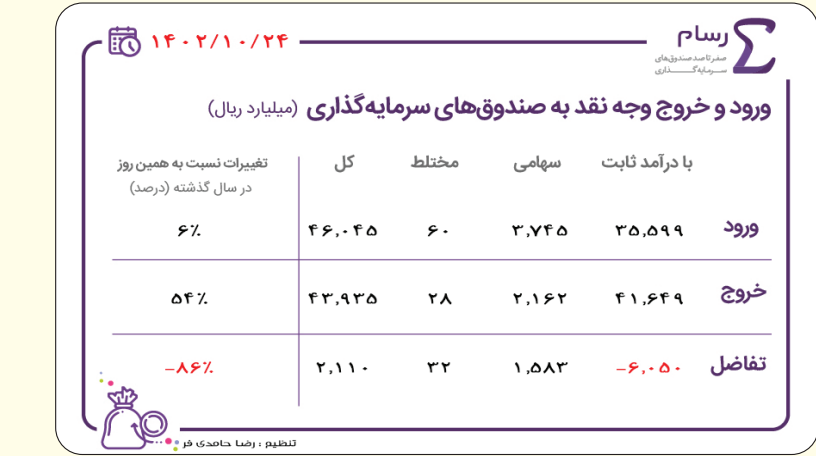 رسام
صفر تا صد صندوق‌های
سرمایه‌گذاری
۱۴۰۲/۱۰/۲۴
ورود و خروج وجه نقد به صندوق‌های سرمایه‌گذاری (میلیارد ریال)
با درآمد ثابت سهامی مختلط کل تغییرات نسبت به همین روز
در سال گذشته (درصد)
ورود ۳۵,۵۹۹ ۳,۷۴۵ ۶۰ ۴۶,۰۴۵ ۶٪
خروج ۴۱,۶۴۹ ۲,۱۶۲ ۲۸ ۴۳,۹۳۵ ۵۴٪
تفاضل -۶,۰۵۰ ۱,۵۸۳ ۳۲ ۲,۱۱۰ -۸۶٪
تنظیم : رضا حامدی فر